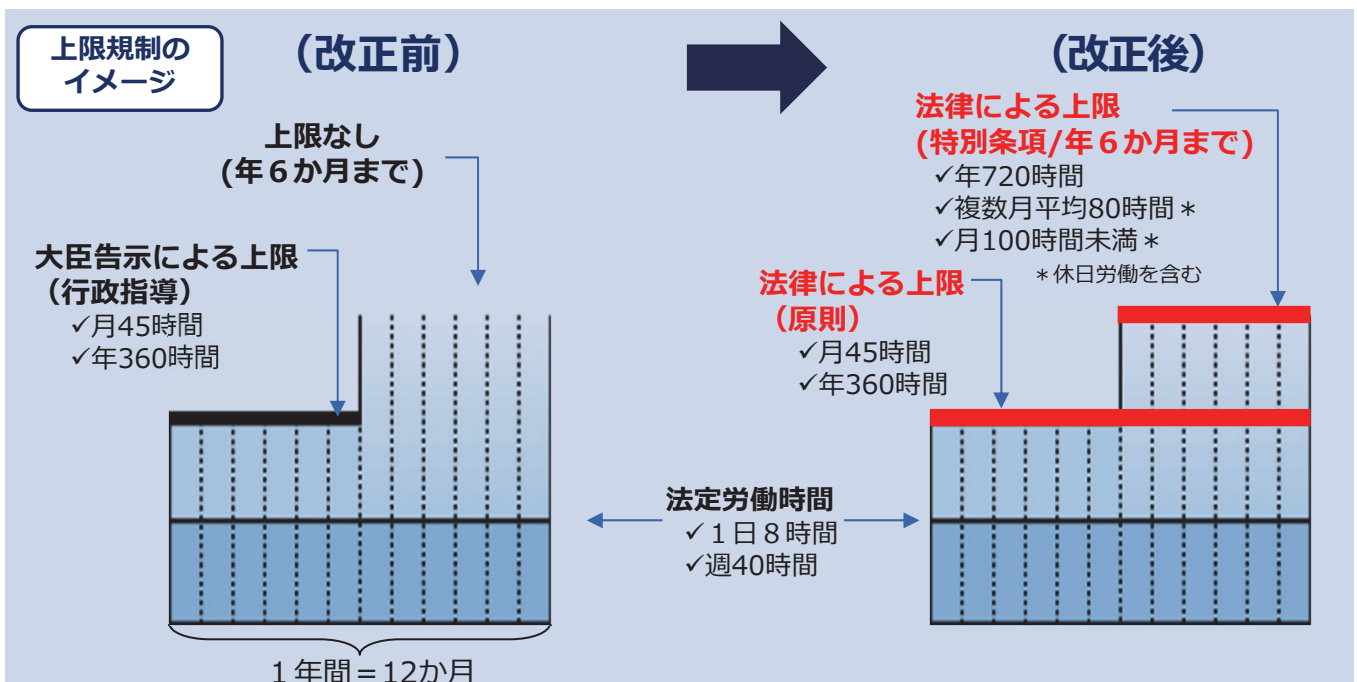 上限規制の
イメージ
（改正前）
上限なし
(年６か月まで)
大臣告示による上限
（行政指導）
✓月45時間
✓年360時間
１年間＝12か月
法定労働時間
✓１日８時間
✓週40時間
（改正後）
法律による上限
(特別条項/年６か月まで)
✓年720時間
✓複数月平均80時間＊
✓月100時間未満＊
＊休日労働を含む
法律による上限
（原則）
✓月45時間
✓年360時間